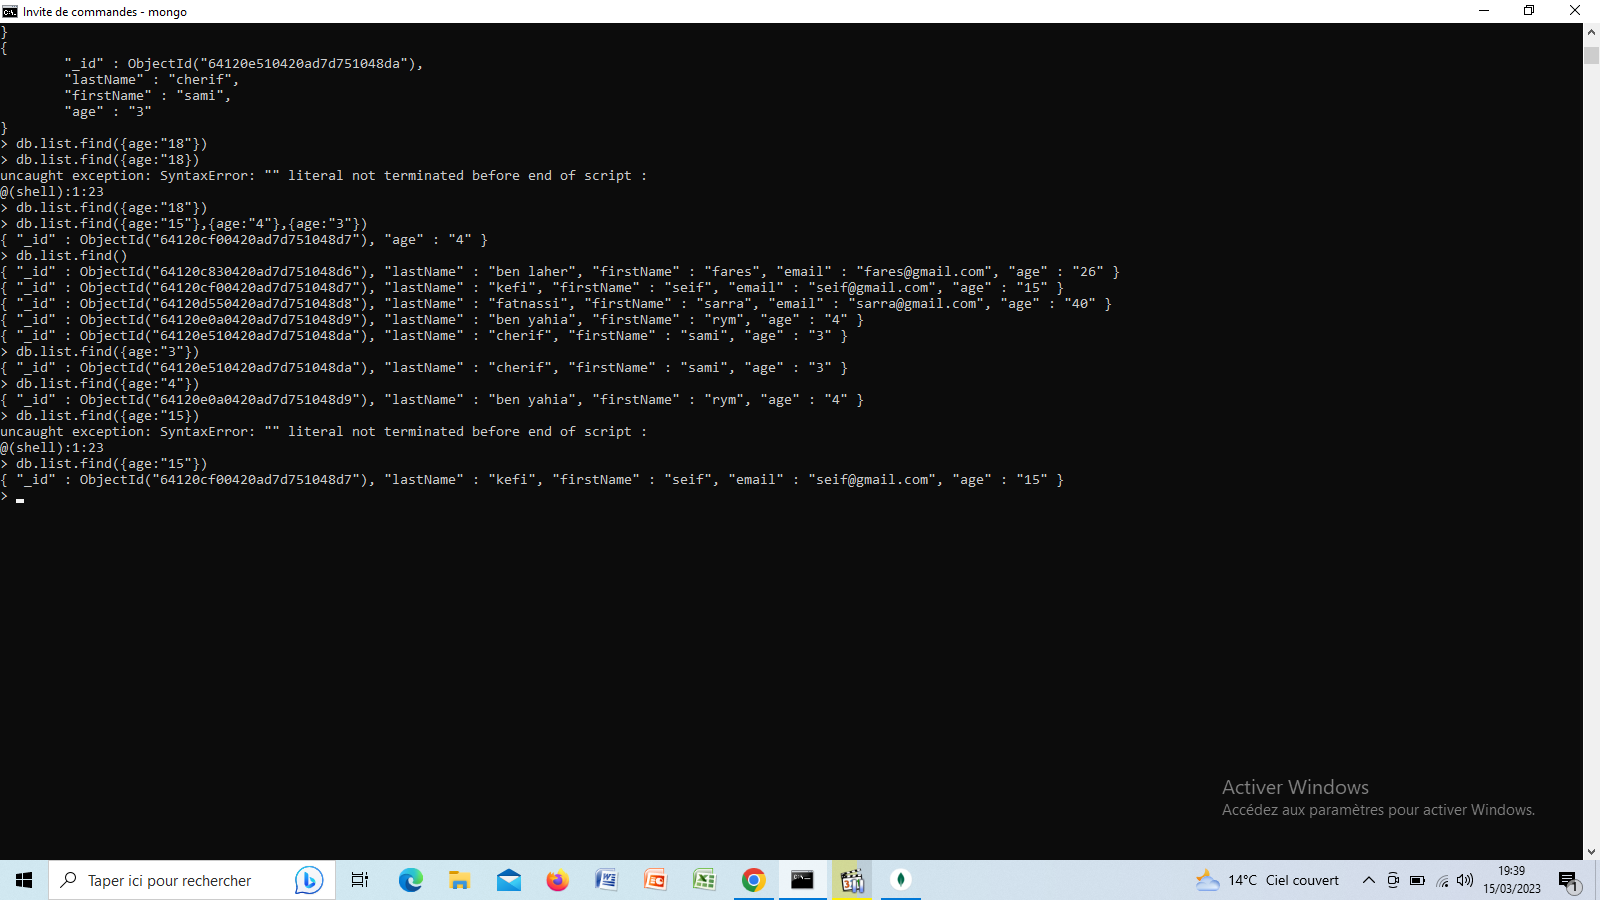 Invite de commandes - mongo
}
{
        "_id" : ObjectId("64120e510420ad7d751048da"),
        "lastName" : "cherif",
        "firstName" : "sami",
        "age" : "3"
}
> db.list.find({age:"18"})
> db.list.find({age:"18})
uncaught exception: SyntaxError: "" literal not terminated before end of script :
@(shell):1:23
> db.list.find({age:"18"})
> db.list.find({age:"15"},{age:"4"},{age:"3"})
{ "_id" : ObjectId("64120cf00420ad7d751048d7"), "age" : "4" }
> db.list.find()
{ "_id" : ObjectId("64120c830420ad7d751048d6"), "lastName" : "ben laher", "firstName" : "fares", "email" : "fares@gmail.com", "age" : "26" }
{ "_id" : ObjectId("64120cf00420ad7d751048d7"), "lastName" : "kefi", "firstName" : "seif", "email" : "seif@gmail.com", "age" : "15" }
{ "_id" : ObjectId("64120d550420ad7d751048d8"), "lastName" : "fatnassi", "firstName" : "sarra", "email" : "sarra@gmail.com", "age" : "40" }
{ "_id" : ObjectId("64120e0a0420ad7d751048d9"), "lastName" : "ben yahia", "firstName" : "rym", "age" : "4" }
{ "_id" : ObjectId("64120e510420ad7d751048da"), "lastName" : "cherif", "firstName" : "sami", "age" : "3" }
> db.list.find({age:"3"})
{ "_id" : ObjectId("64120e510420ad7d751048da"), "lastName" : "cherif", "firstName" : "sami", "age" : "3" }
> db.list.find({age:"4"})
{ "_id" : ObjectId("64120e0a0420ad7d751048d9"), "lastName" : "ben yahia", "firstName" : "rym", "age" : "4" }
> db.list.find({age:"15})
uncaught exception: SyntaxError: "" literal not terminated before end of script :
@(shell):1:23
> db.list.find({age:"15"})
{ "_id" : ObjectId("64120cf00420ad7d751048d7"), "lastName" : "kefi", "firstName" : "seif", "email" : "seif@gmail.com", "age" : "15" }
>
Activer Windows
Accédez aux paramètres pour activer Windows.
Taper ici pour rechercher
14°C Ciel couvert
19:39
15/03/2023
1